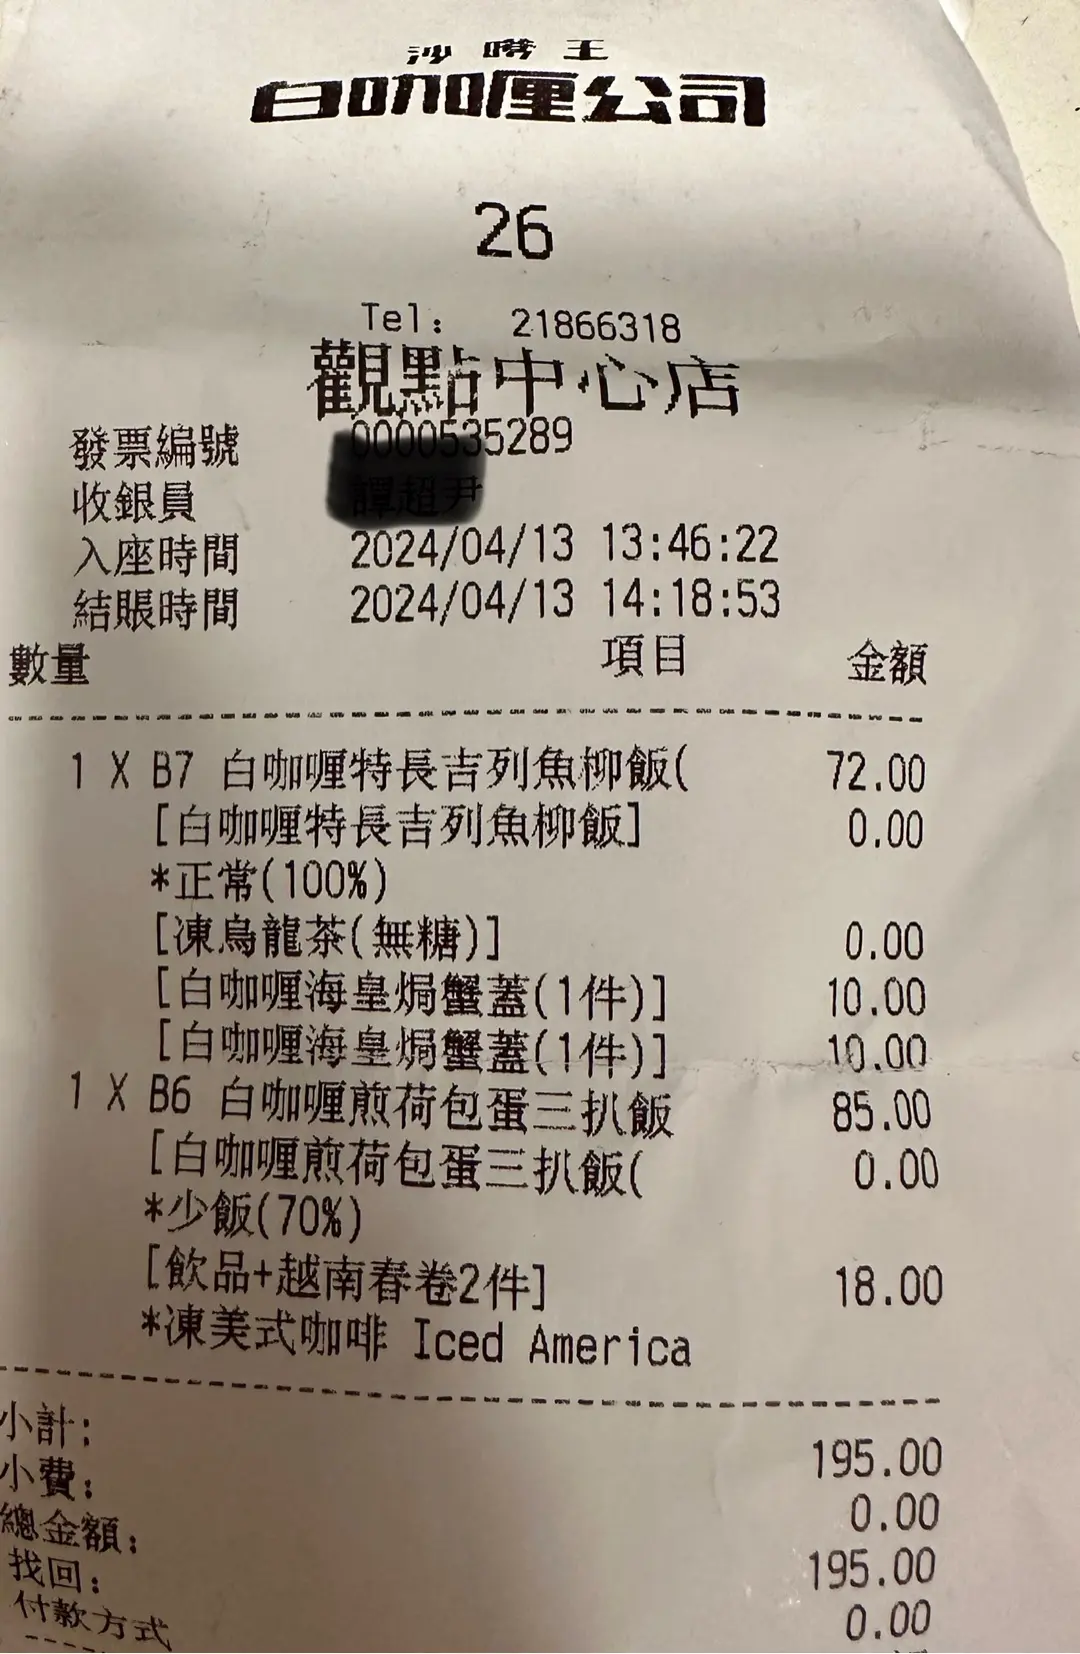 沙嗲王
白咖喱公司
26
Tel: 21866318
觀點中心店
發票編號 0000535289
收銀員
入座時間 2024/04/13 13:46:22
結賬時間 2024/04/13 14:18:53
數量 項目 金額
1 X B7 白咖喱特長吉列魚柳飯( 72.00
[白咖喱特長吉列魚柳飯] 0.00
*正常(100%)
[凍烏龍茶(無糖)] 0.00
[白咖喱海皇焗蟹蓋(1件)] 10.00
[白咖喱海皇焗蟹蓋(1件)] 10.00
1 X B6 白咖喱煎荷包蛋三扒飯 85.00
[白咖喱煎荷包蛋三扒飯( 0.00
*少飯(70%)
[飲品+越南春卷2件] 18.00
*凍美式咖啡 Iced America
小計: 195.00
小費: 0.00
總金額: 195.00
找回: 0.00
付款方式